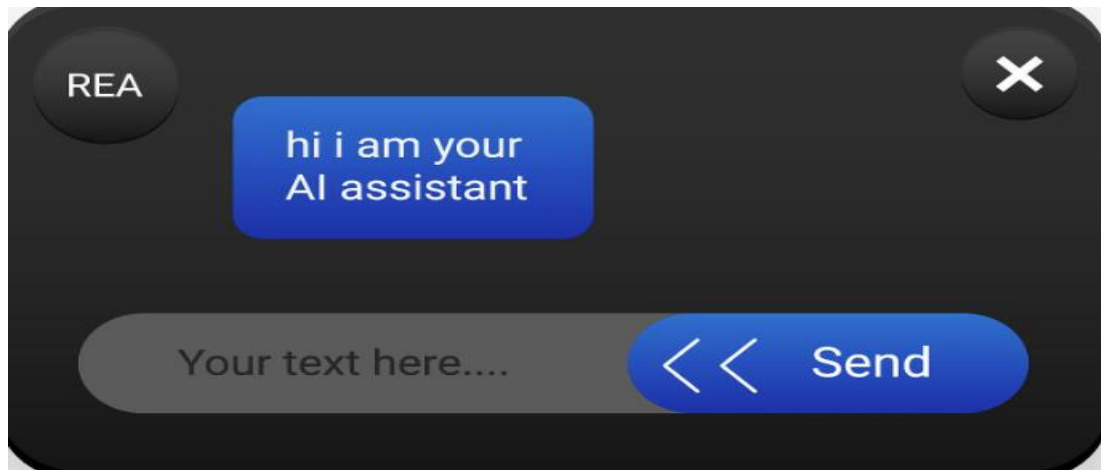 REA
hi i am your
AI assistant
Your text here....
Send